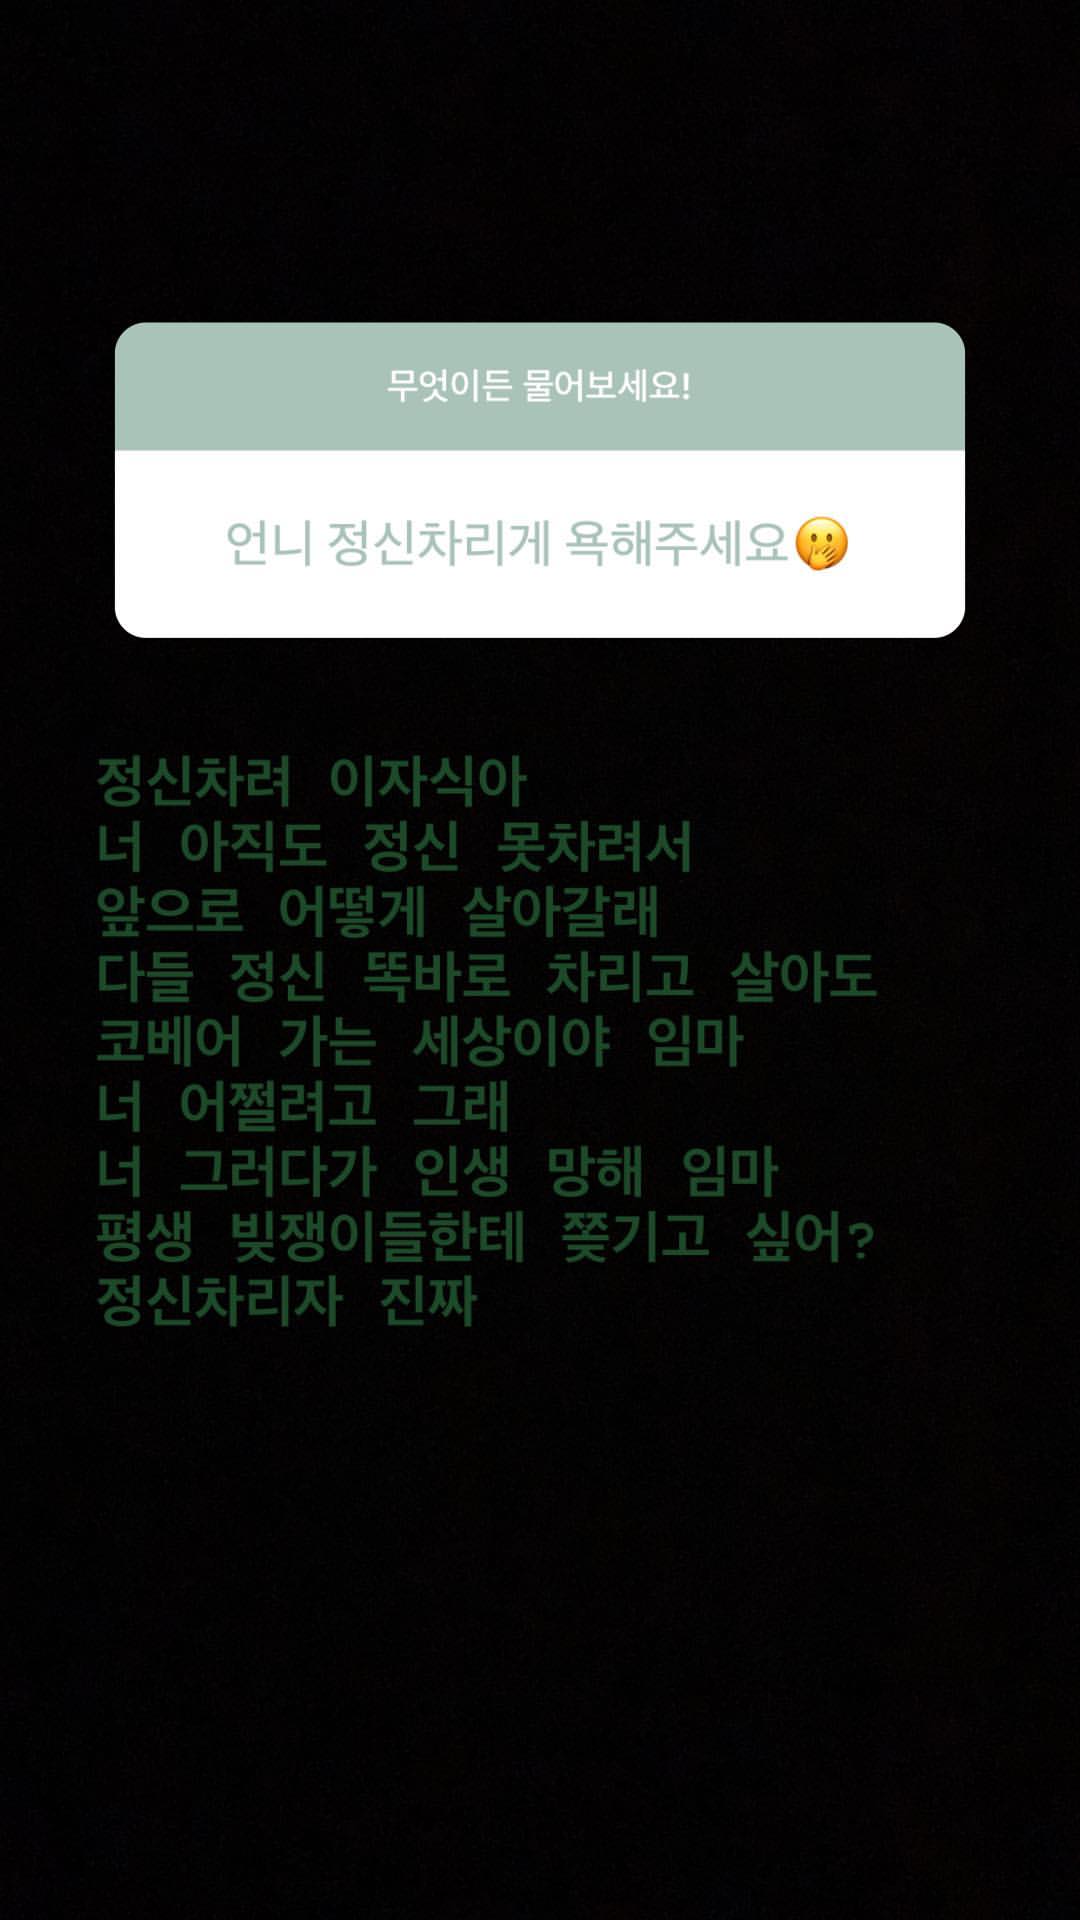 무엇이든 물어보세요!
언니 정신차리게 욕해주세요🤭
정신차려 이자식아
너 아직도 정신 못차려서
앞으로 어떻게 살아갈래
다들 정신 똑바로 차리고 살아도
코베어 가는 세상이야 임마
너 어쩔려고 그래
너 그러다가 인생 망해 임마
평생 빚쟁이들한테 쫒기고 싶어?
정신차리자 진짜